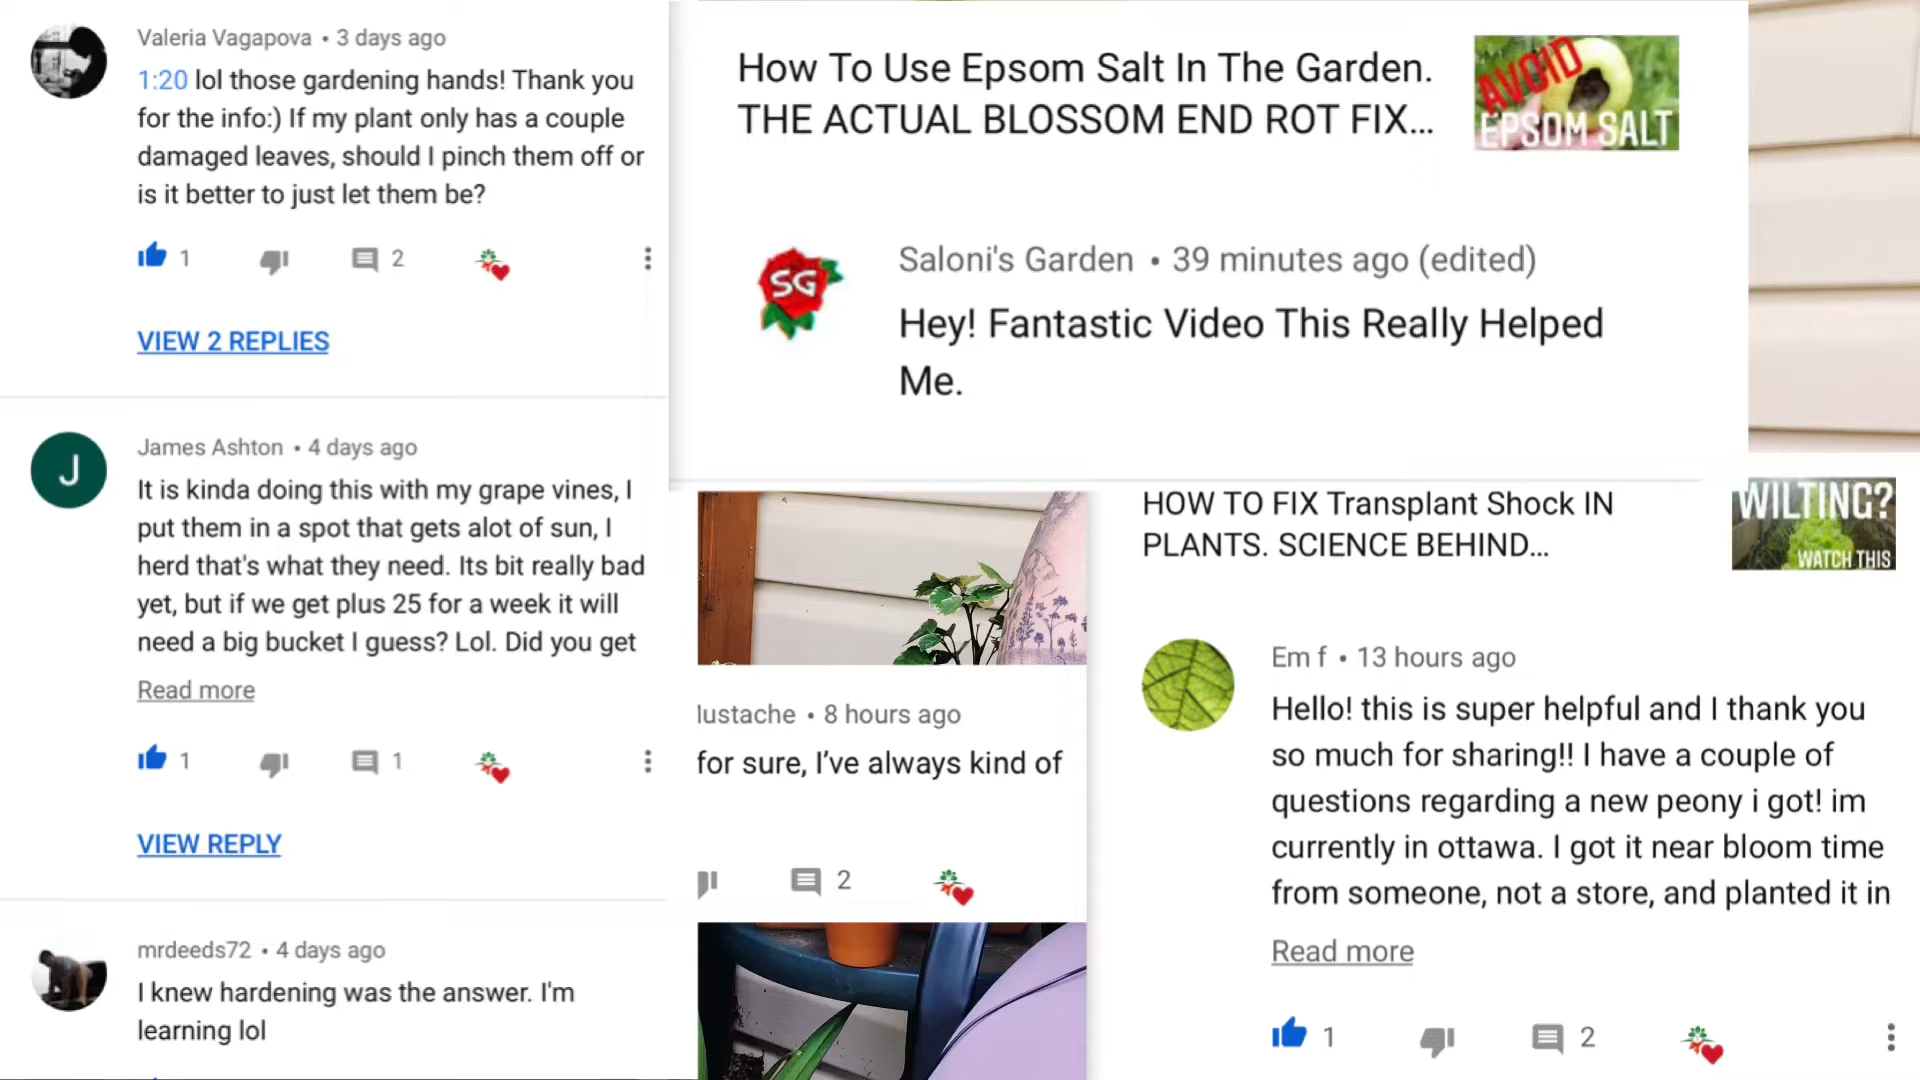 Valeria Vagapova • 3 days ago
1:20 lol those gardening hands! Thank you
for the info:) If my plant only has a couple
damaged leaves, should I pinch them off or
is it better to just let them be?
1
2
VIEW 2 REPLIES
J
James Ashton • 4 days ago
It is kinda doing this with my grape vines, I
put them in a spot that gets alot of sun, I
herd that's what they need. Its bit really bad
yet, but if we get plus 25 for a week it will
need a big bucket I guess? Lol. Did you get
Read more
1
1
VIEW REPLY
mrdeeds72 • 4 days ago
I knew hardening was the answer. I'm
learning lol
How To Use Epsom Salt In The Garden.
THE ACTUAL BLOSSOM END ROT FIX...
AVOID
EPSOM SALT
SG
Saloni's Garden • 39 minutes ago (edited)
Hey! Fantastic Video This Really Helped
Me.
ustache • 8 hours ago
for sure, I've always kind of
2
HOW TO FIX Transplant Shock IN
PLANTS. SCIENCE BEHIND...
WILTING?
WATCH THIS
Em f • 13 hours ago
Hello! this is super helpful and I thank you
so much for sharing!! I have a couple of
questions regarding a new peony i got! im
currently in ottawa. I got it near bloom time
from someone, not a store, and planted it in
Read more
1
2